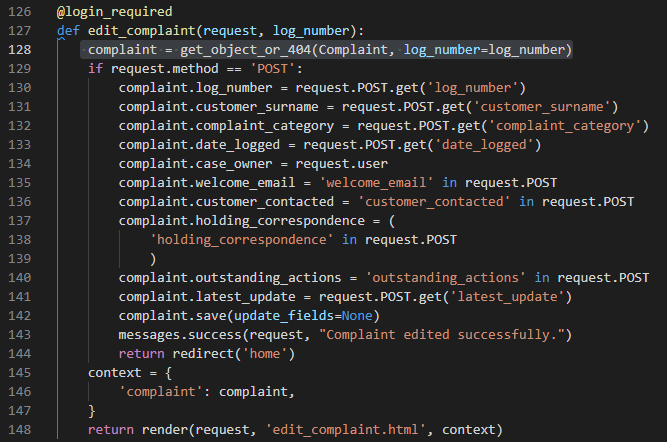 126 @login_required
127 def edit_complaint(request, log_number):
128     complaint = get_object_or_404(Complaint, log_number=log_number)
129     if request.method == 'POST':
130         complaint.log_number = request.POST.get('log_number')
131         complaint.customer_surname = request.POST.get('customer_surname')
132         complaint.complaint_category = request.POST.get('complaint_category')
133         complaint.date_logged = request.POST.get('date_logged')
134         complaint.case_owner = request.user
135         complaint.welcome_email = 'welcome_email' in request.POST
136         complaint.customer_contacted = 'customer_contacted' in request.POST
137         complaint.holding_correspondence = (
138             'holding_correspondence' in request.POST
139             )
140         complaint.outstanding_actions = 'outstanding_actions' in request.POST
141         complaint.latest_update = request.POST.get('latest_update')
142         complaint.save(update_fields=None)
143         messages.success(request, "Complaint edited successfully.")
144         return redirect('home')
145     context = {
146         'complaint': complaint,
147     }
148     return render(request, 'edit_complaint.html', context)